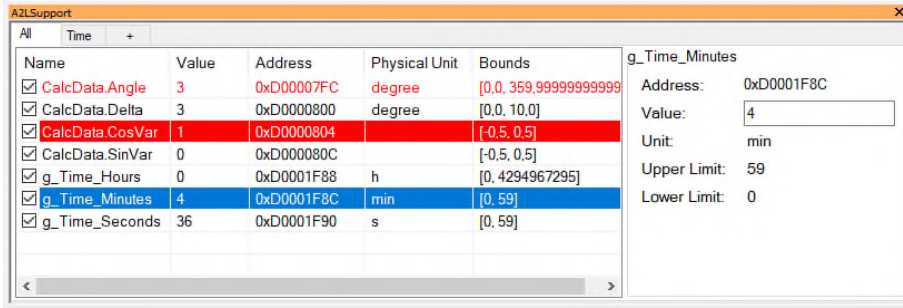 A2LSupport
All Time +
Name Value Address Physical Unit Bounds
CalcData.Angle 3 0xD00007FC degree [0,0, 359,99999999999
CalcData.Delta 3 0xD0000800 degree [0,0, 10,0]
CalcData.CosVar 1 0xD0000804 [-0,5, 0,5]
CalcData.SinVar 0 0xD000080C [-0,5, 0,5]
g_Time_Hours 0 0xD0001F88 h [0, 4294967295]
g_Time_Minutes 4 0xD0001F8C min [0, 59]
g_Time_Seconds 36 0xD0001F90 s [0, 59]
g_Time_Minutes
Address: 0xD0001F8C
Value: 4
Unit: min
Upper Limit: 59
Lower Limit: 0